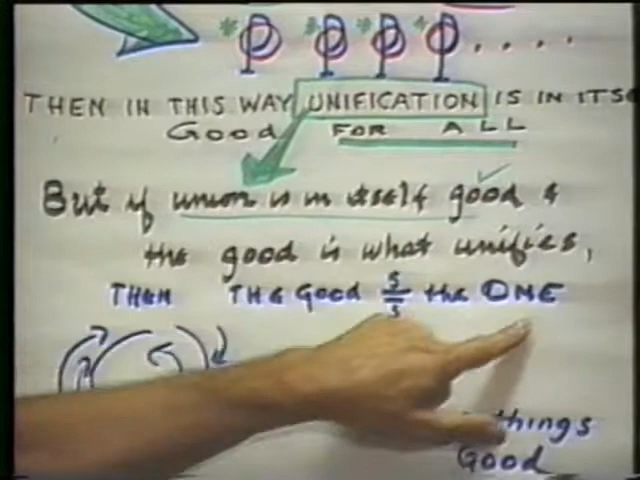 THEN IN THIS WAY UNIFICATION IS IN ITS
GOOD FOR ALL
But if union is in itself good &
the good is what unifies,
THEN THE GOOD the ONE
things
Good